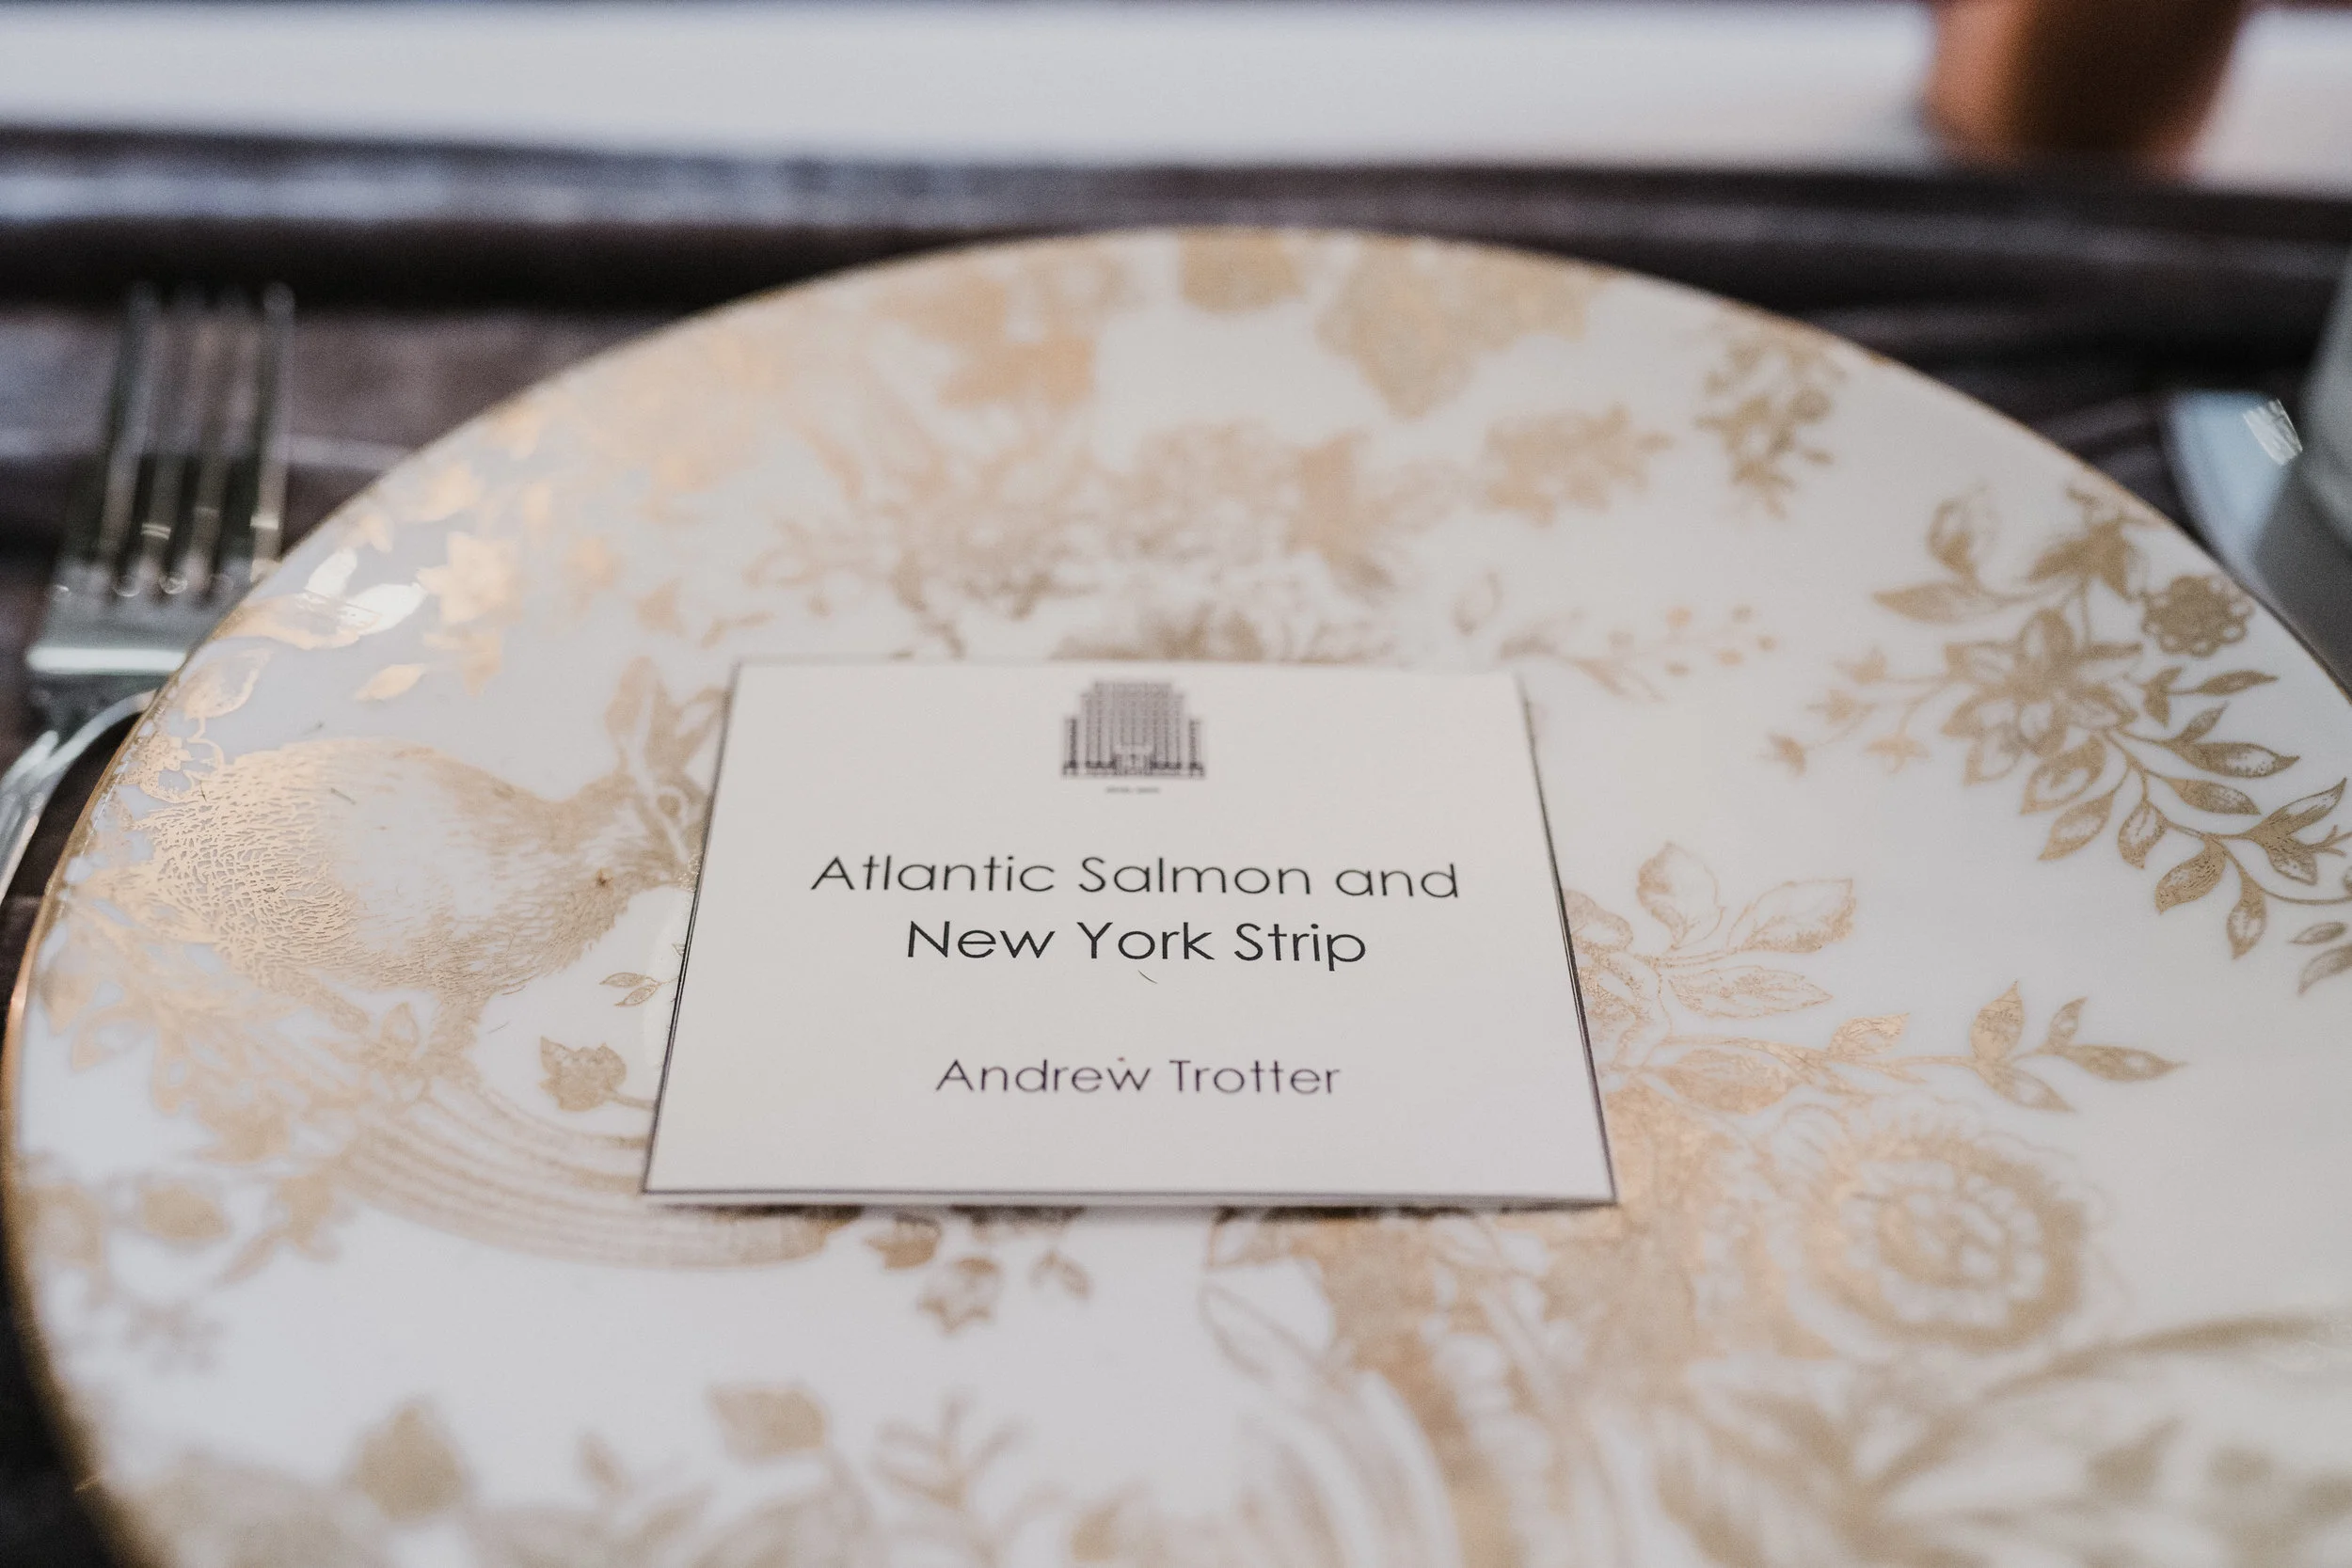 Atlantic Salmon and
New York Strip
Andrew Trotter